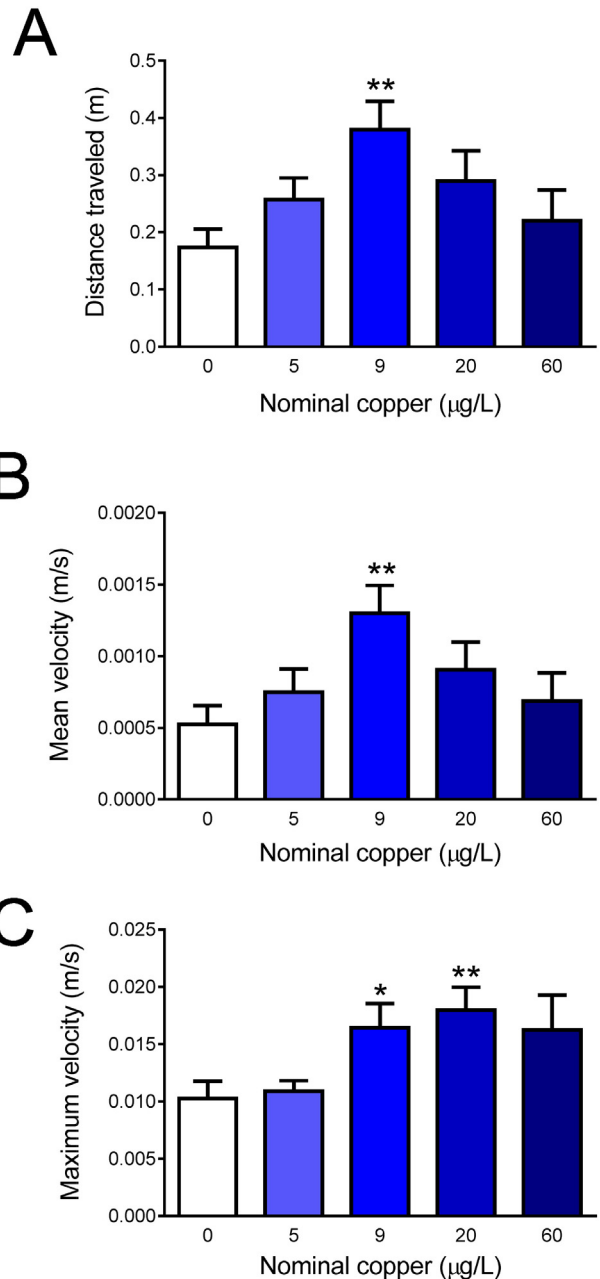 A
Distance traveled (m)
0.5
0.4
0.3
0.2
0.1
0.0
**
0 5 9 20 60
Nominal copper (μg/L)
B
Mean velocity (m/s)
0.0020
0.0015
0.0010
0.0005
0.0000
**
0 5 9 20 60
Nominal copper (μg/L)
C
Maximum velocity (m/s)
0.025
0.020
0.015
0.010
0.005
0.000
* **
0 5 9 20 60
Nominal copper (μg/L)